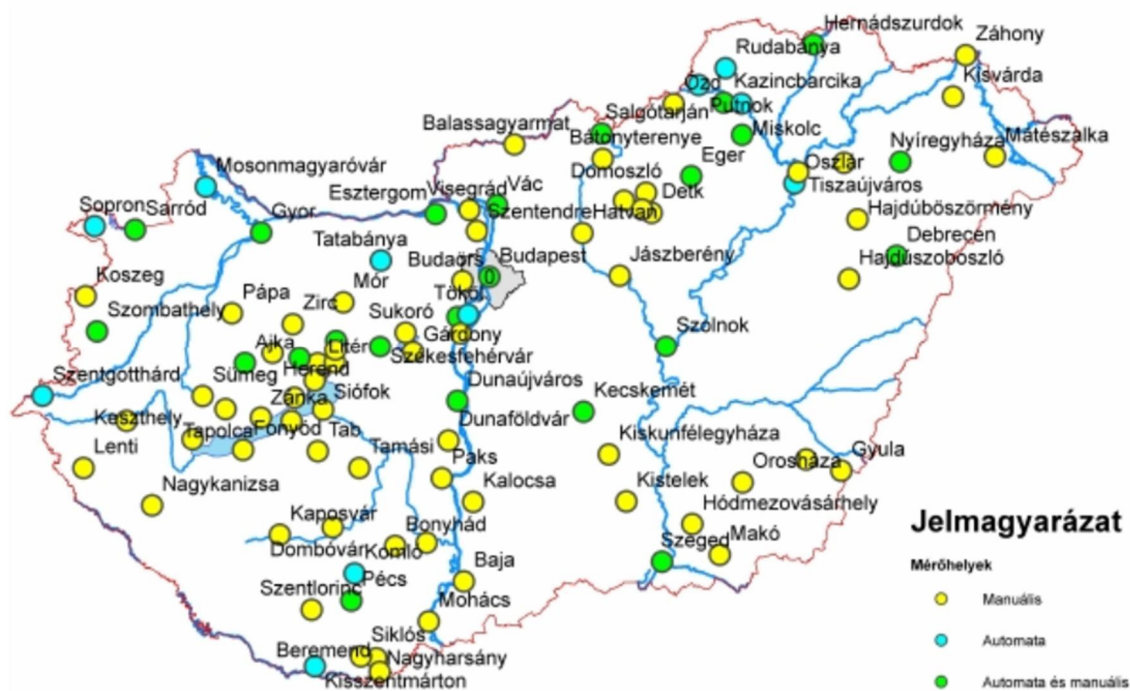 Hernádszurdok
Rudabánya
Záhony
Ózd
Kazincbarcika
Kisvárda
Salgótarján
Putnok
Balassagyarmat
Bátonyterenye
Miskolc
Nyíregyháza
Mátészalka
Mosonmagyaróvár
Domoszló
Eger
Oszlár
Esztergom
Visegrád
Vác
Detk
Tiszaújváros
Sopron
Sarród
Gyor
Szentendre
Hatvan
Hajdúböszörmény
Tatabánya
Debrecen
Budaörs
Budapest
Jászberény
Hajdúszoboszló
Koszeg
Mór
Pápa
Zirc
Sukoró
Tököl
Szombathely
Gárdony
Szolnok
Ajka
Litér
Székesfehérvár
Szentgotthárd
Sümeg
Herend
Dunaújváros
Zánka
Siófok
Kecskemét
Keszthely
Dunaföldvár
Tapolca
Fonyód
Tab
Lenti
Tamási
Kiskunfélegyháza
Paks
Orosháza
Gyula
Nagykanizsa
Kalocsa
Kistelek
Hódmezovásárhely
Kaposvár
Bonyhád
Makó
Dombóvár
Komló
Szeged
Baja
Szentlorinc
Pécs
Mohács
Siklós
Beremend
Nagyharsány
Kisszentmárton
Jelmagyarázat
Mérőhelyek
Manuális
Automata
Automata és manuális